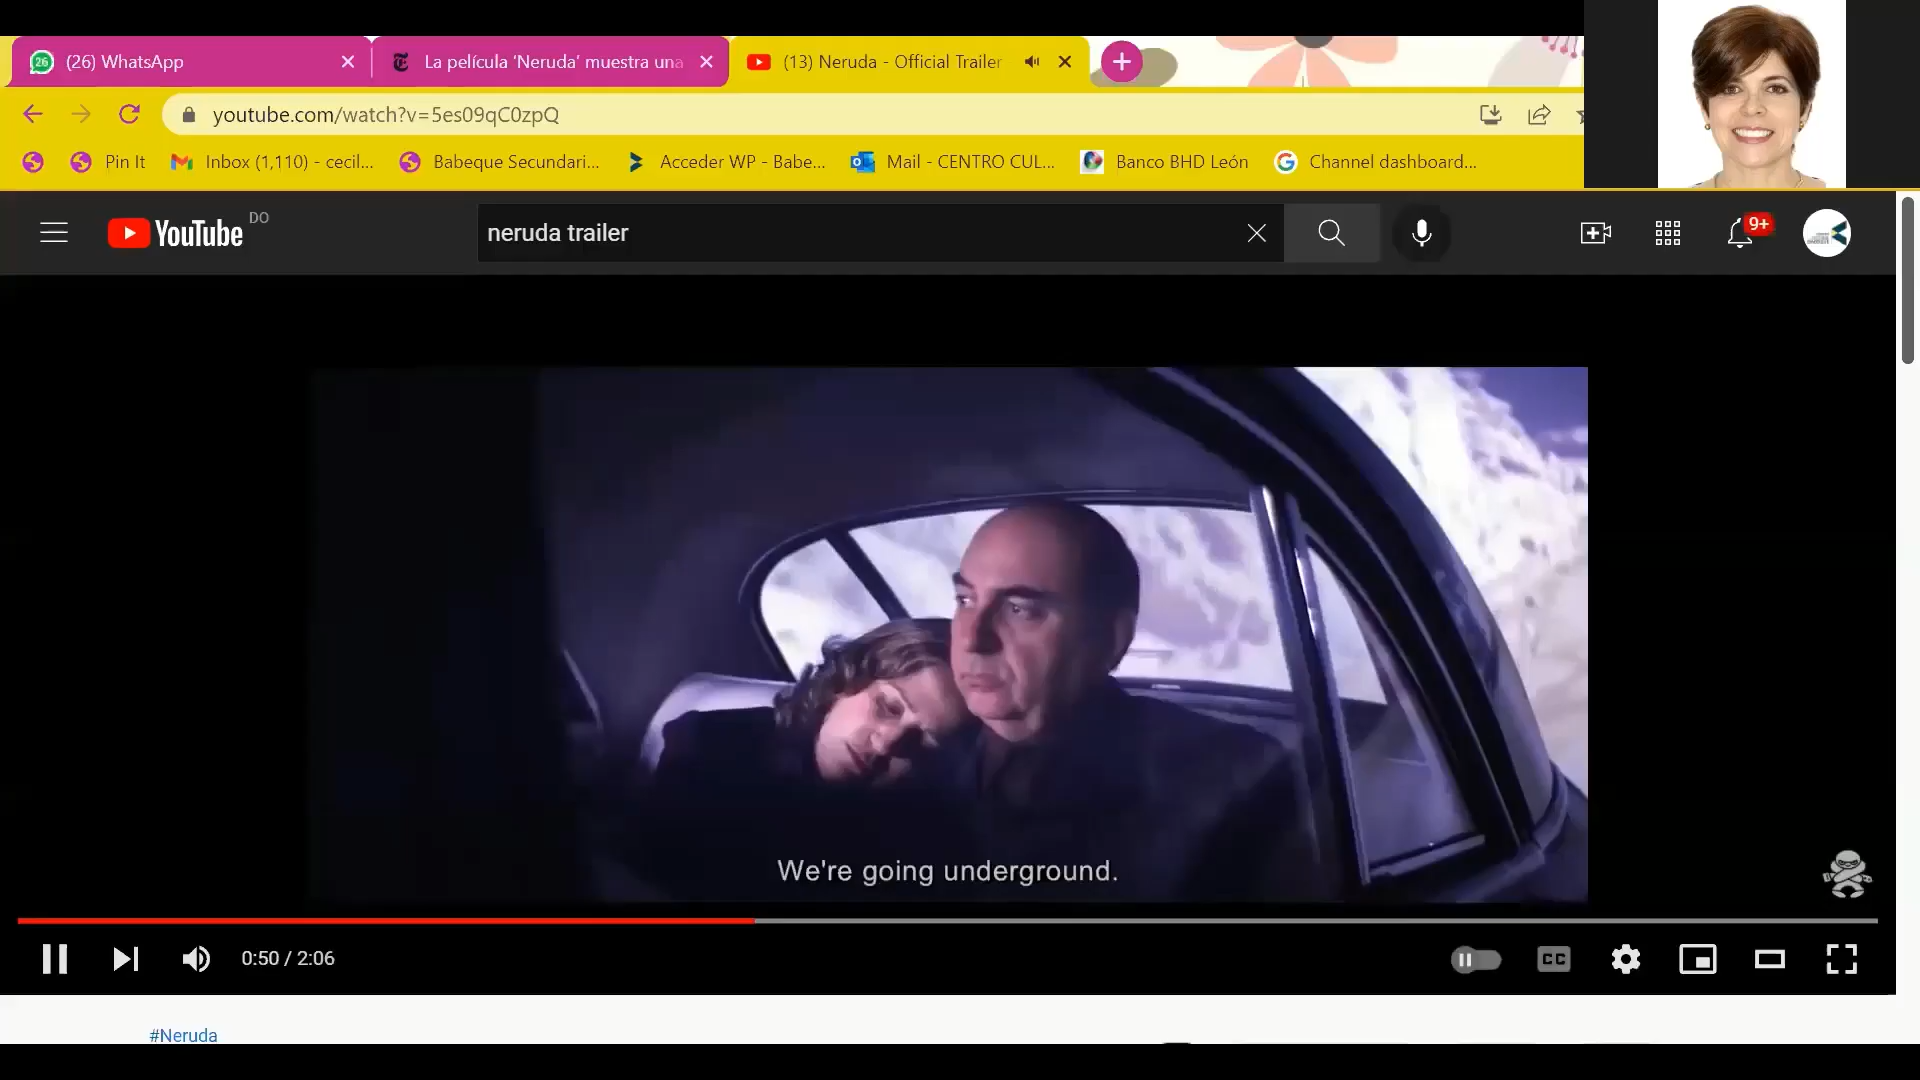 (26) WhatsApp
La película 'Neruda' muestra una
(13) Neruda - Official Trailer
youtube.com/watch?v=5es09qC0zpQ
Pin It
Inbox (1,110) - cecil...
Babeque Secundari...
Acceder WP - Babe...
Mail - CENTRO CUL...
Banco BHD León
Channel dashboard...
YouTube DO
neruda trailer
9+
We're going underground.
0:50 / 2:06
CC
#Neruda